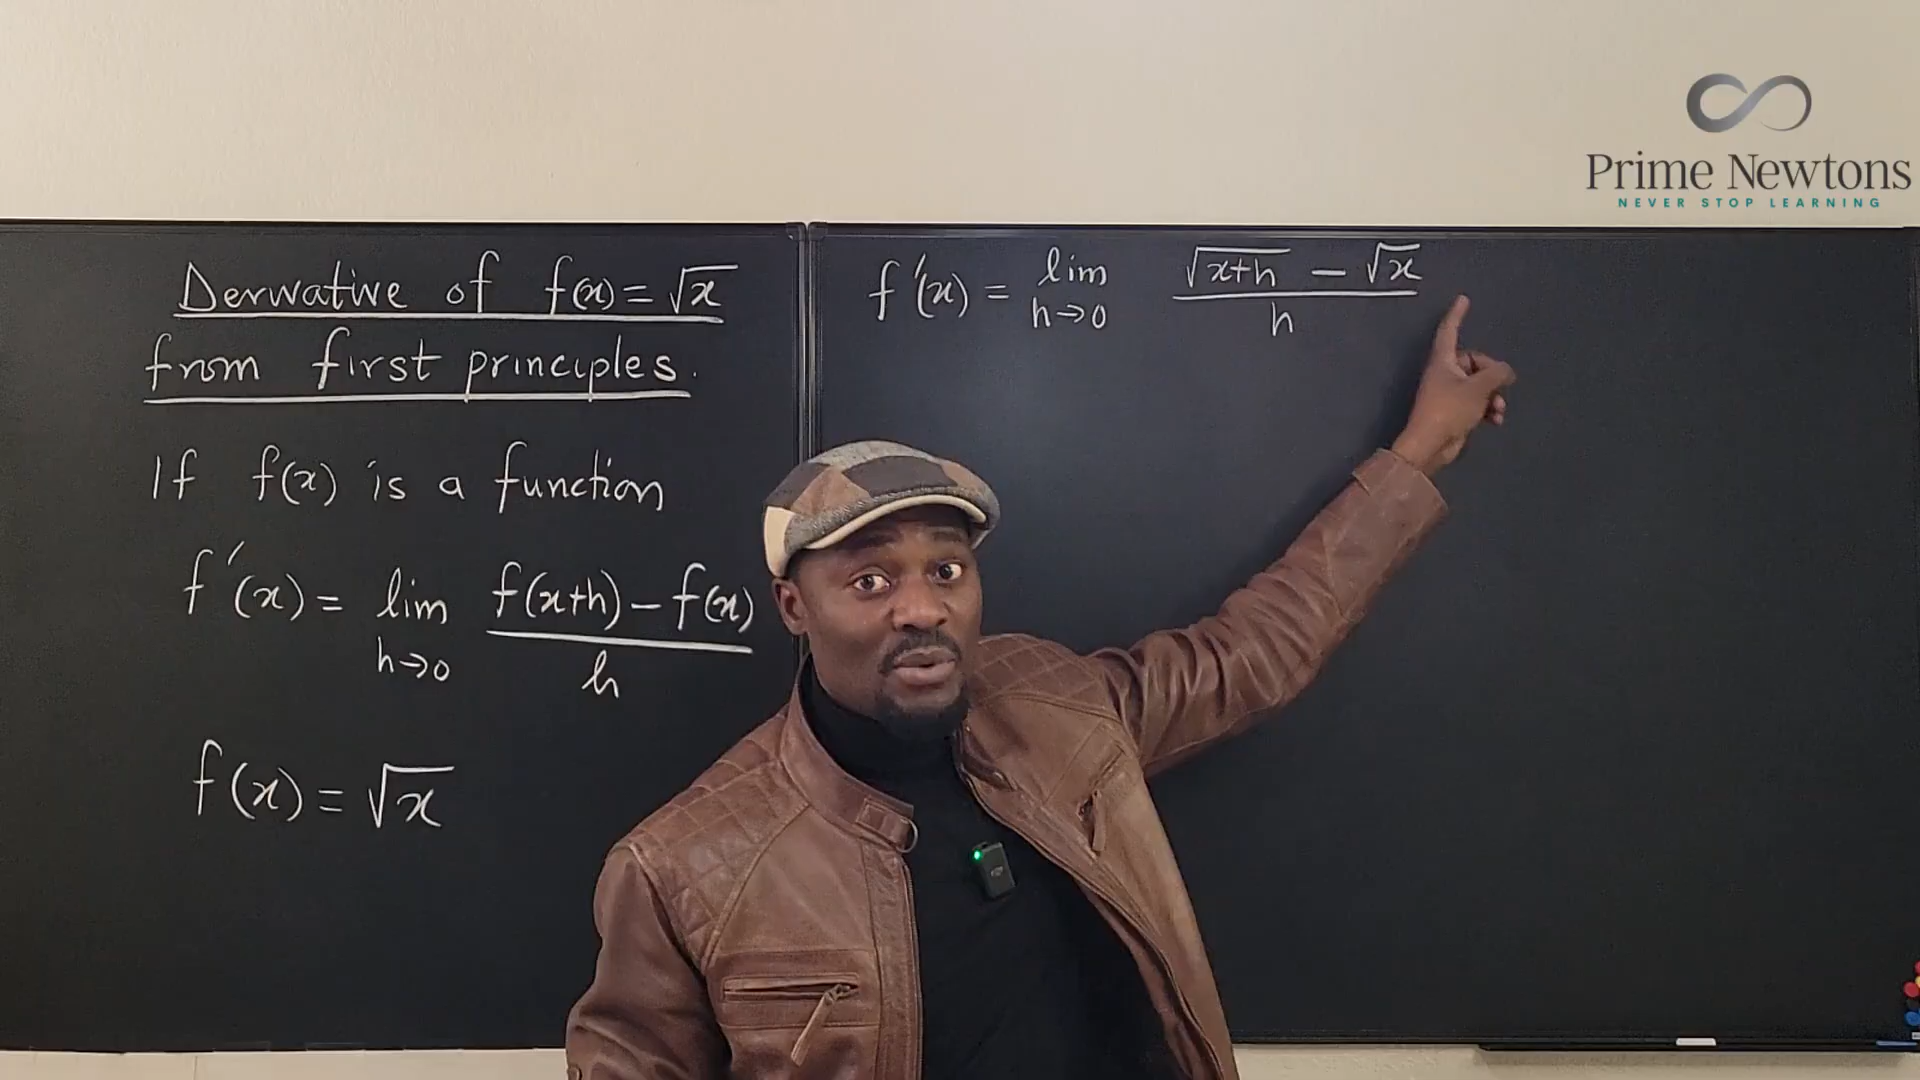 Prime Newtons
NEVER STOP LEARNING
Derivative of f(x) = √x
from first principles.
If f(x) is a function
f'(x) = lim h→0 f(x+h) – f(x) / h
f(x) = √x
f'(x) = lim h→0 √x+h – √x / h